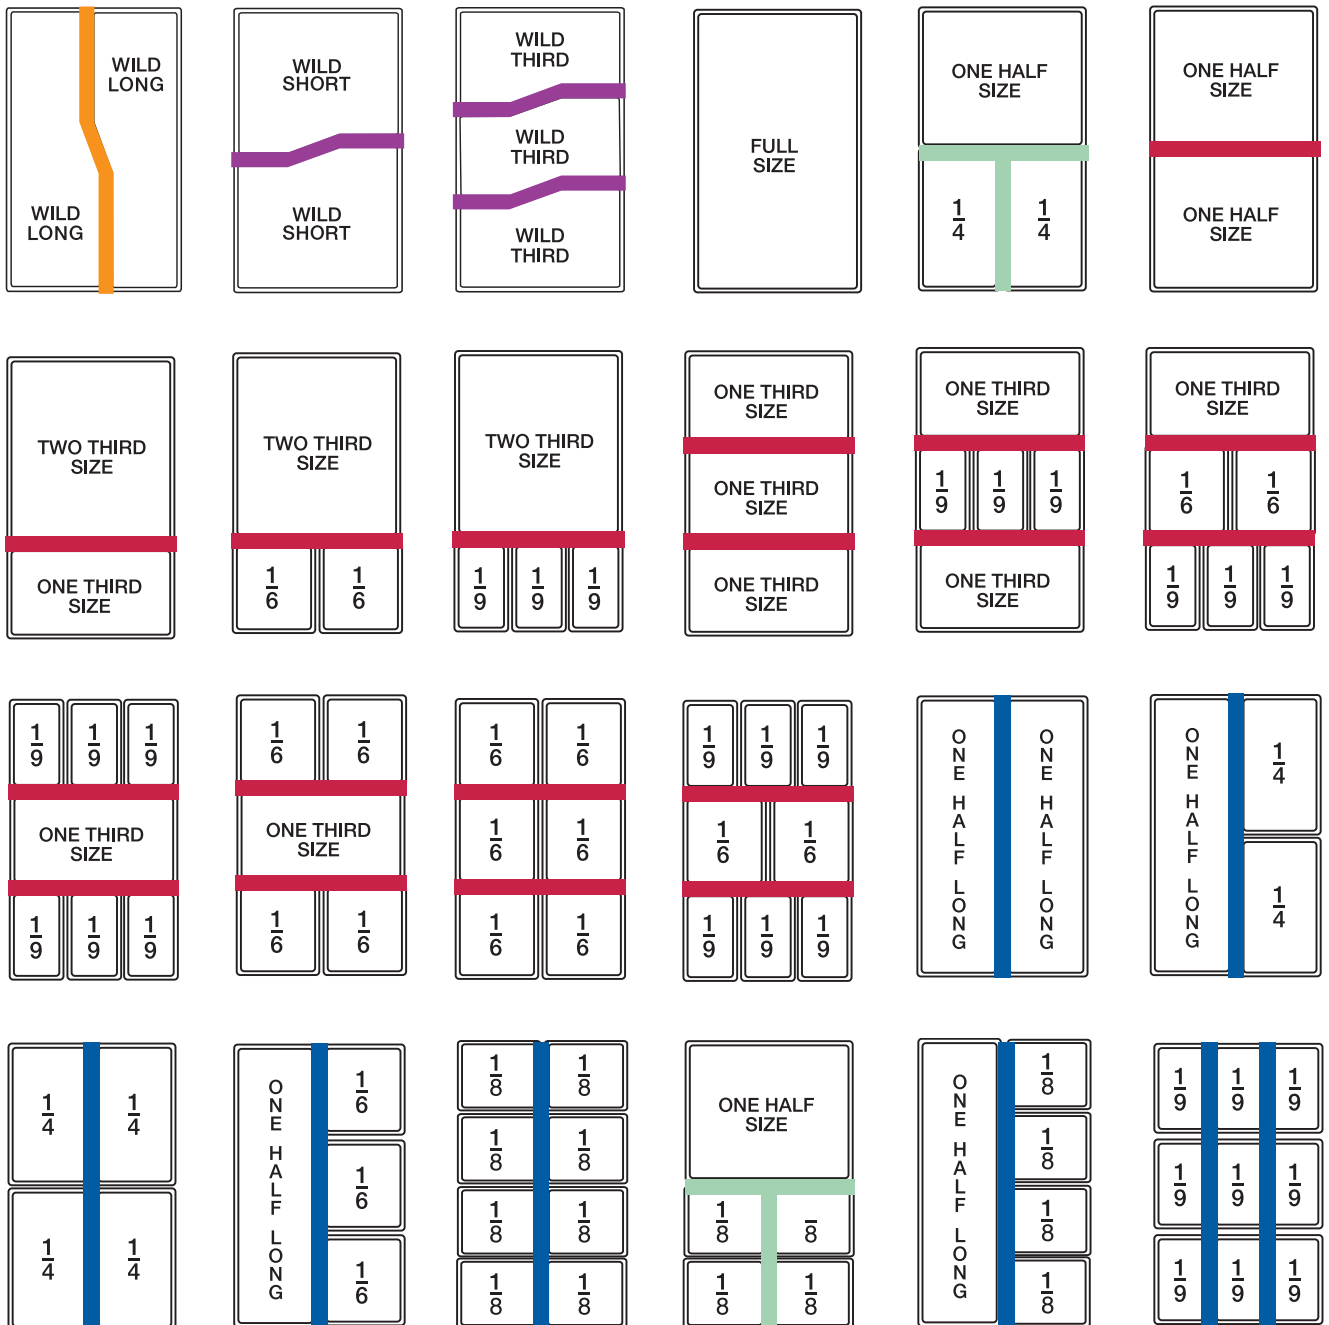 WILD
LONG
WILD
LONG
WILD
SHORT
WILD
SHORT
WILD
THIRD
WILD
THIRD
WILD
THIRD
FULL
SIZE
ONE HALF
SIZE
1/4 1/4
ONE HALF
SIZE
ONE HALF
SIZE
TWO THIRD
SIZE
ONE THIRD
SIZE
TWO THIRD
SIZE
1/6 1/6
TWO THIRD
SIZE
1/9 1/9 1/9
ONE THIRD
SIZE
ONE THIRD
SIZE
ONE THIRD
SIZE
ONE THIRD
SIZE
1/9 1/9 1/9
ONE THIRD
SIZE
ONE THIRD
SIZE
1/6 1/6
1/9 1/9 1/9
1/9 1/9 1/9
ONE THIRD
SIZE
1/9 1/9 1/9
1/6 1/6
ONE THIRD
SIZE
1/6 1/6
1/6 1/6
1/6 1/6
1/6 1/6
1/9 1/9 1/9
1/6 1/6
1/9 1/9 1/9
ONE HALF LONG
ONE HALF LONG
ONE HALF LONG
1/4
1/4
1/4 1/4
1/4 1/4
ONE HALF LONG
1/6
1/6
1/6
1/8 1/8
1/8 1/8
1/8 1/8
1/8 1/8
ONE HALF
SIZE
1/8 8
1/8 1/8
ONE HALF LONG
1/8
1/8
1/8
1/8
1/9 1/9 1/9
1/9 1/9 1/9
1/9 1/9 1/9